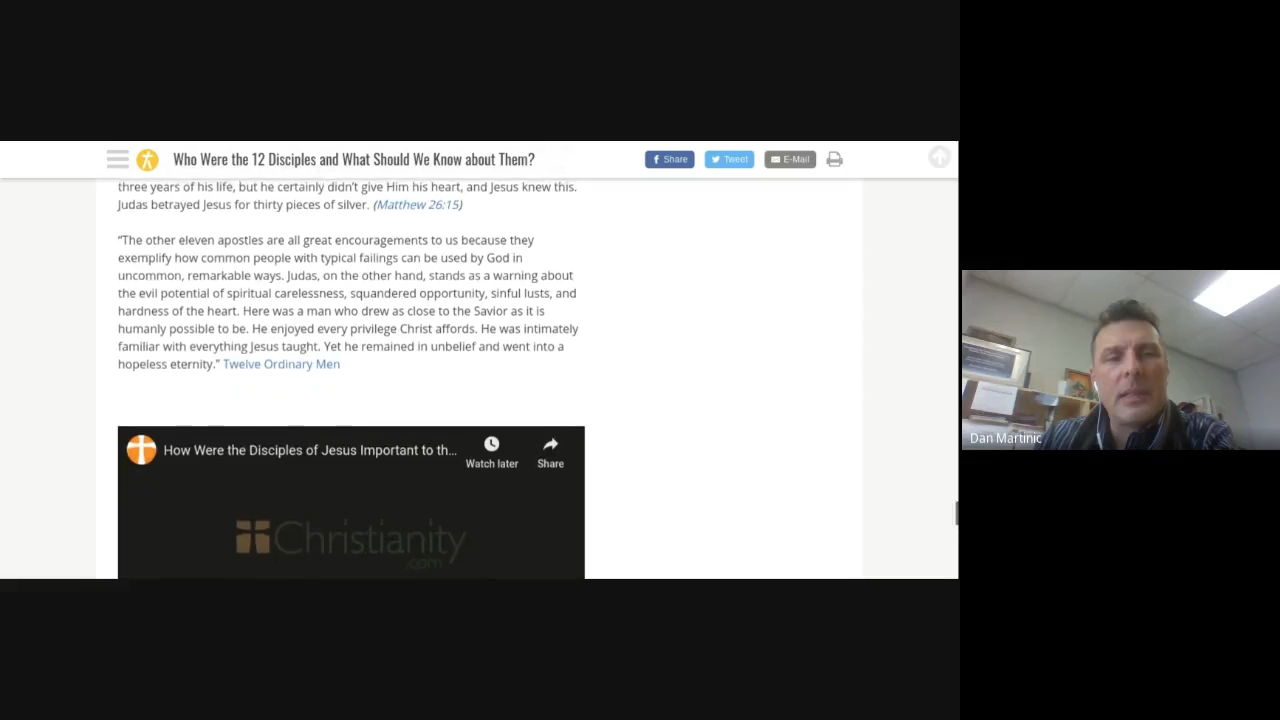 Who Were the 12 Disciples and What Should We Know about Them?
Share
Tweet
E-Mail
three years of his life, but he certainly didn't give Him his heart, and Jesus knew this.
Judas betrayed Jesus for thirty pieces of silver. (Matthew 26:15)
“The other eleven apostles are all great encouragements to us because they
exemplify how common people with typical failings can be used by God in
uncommon, remarkable ways. Judas, on the other hand, stands as a warning about
the evil potential of spiritual carelessness, squandered opportunity, sinful lusts, and
hardness of the heart. Here was a man who drew as close to the Savior as it is
humanly possible to be. He enjoyed every privilege Christ affords. He was intimately
familiar with everything Jesus taught. Yet he remained in unbelief and went into a
hopeless eternity.” Twelve Ordinary Men
How Were the Disciples of Jesus Important to th...
Watch later
Share
Christianity
.com
Dan Martinic